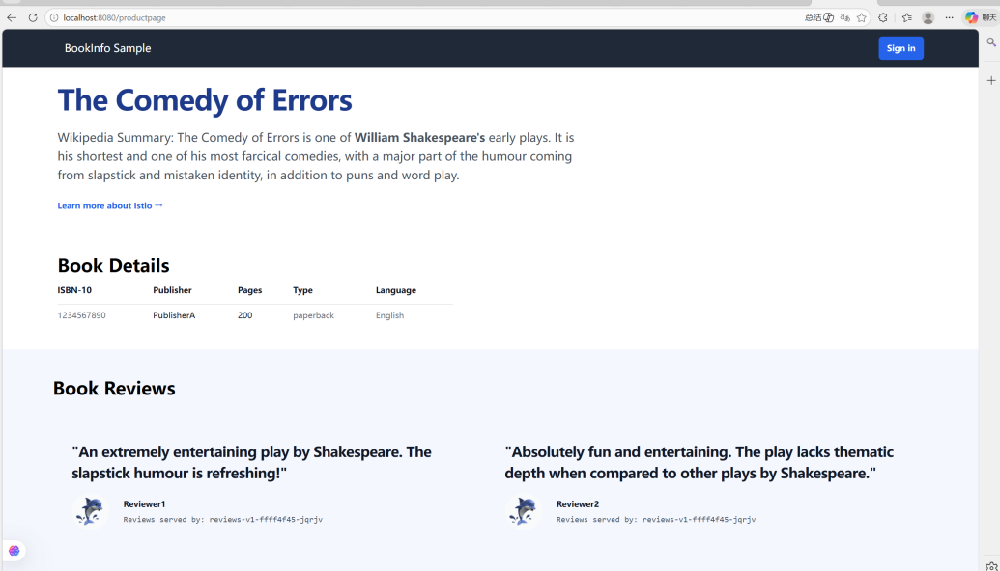 localhost:8080/productpage
总结
聊天
BookInfo Sample
Sign in
The Comedy of Errors
Wikipedia Summary: The Comedy of Errors is one of William Shakespeare's early plays. It is
his shortest and one of his most farcical comedies, with a major part of the humour coming
from slapstick and mistaken identity, in addition to puns and word play.
Learn more about Istio →
Book Details
ISBN-10 Publisher Pages Type Language
1234567890 PublisherA 200 paperback English
Book Reviews
"An extremely entertaining play by Shakespeare. The
slapstick humour is refreshing!"
Reviewer1
Reviews served by: reviews-v1-ffff4f45-jqrjv
"Absolutely fun and entertaining. The play lacks thematic
depth when compared to other plays by Shakespeare."
Reviewer2
Reviews served by: reviews-v1-ffff4f45-jqrjv